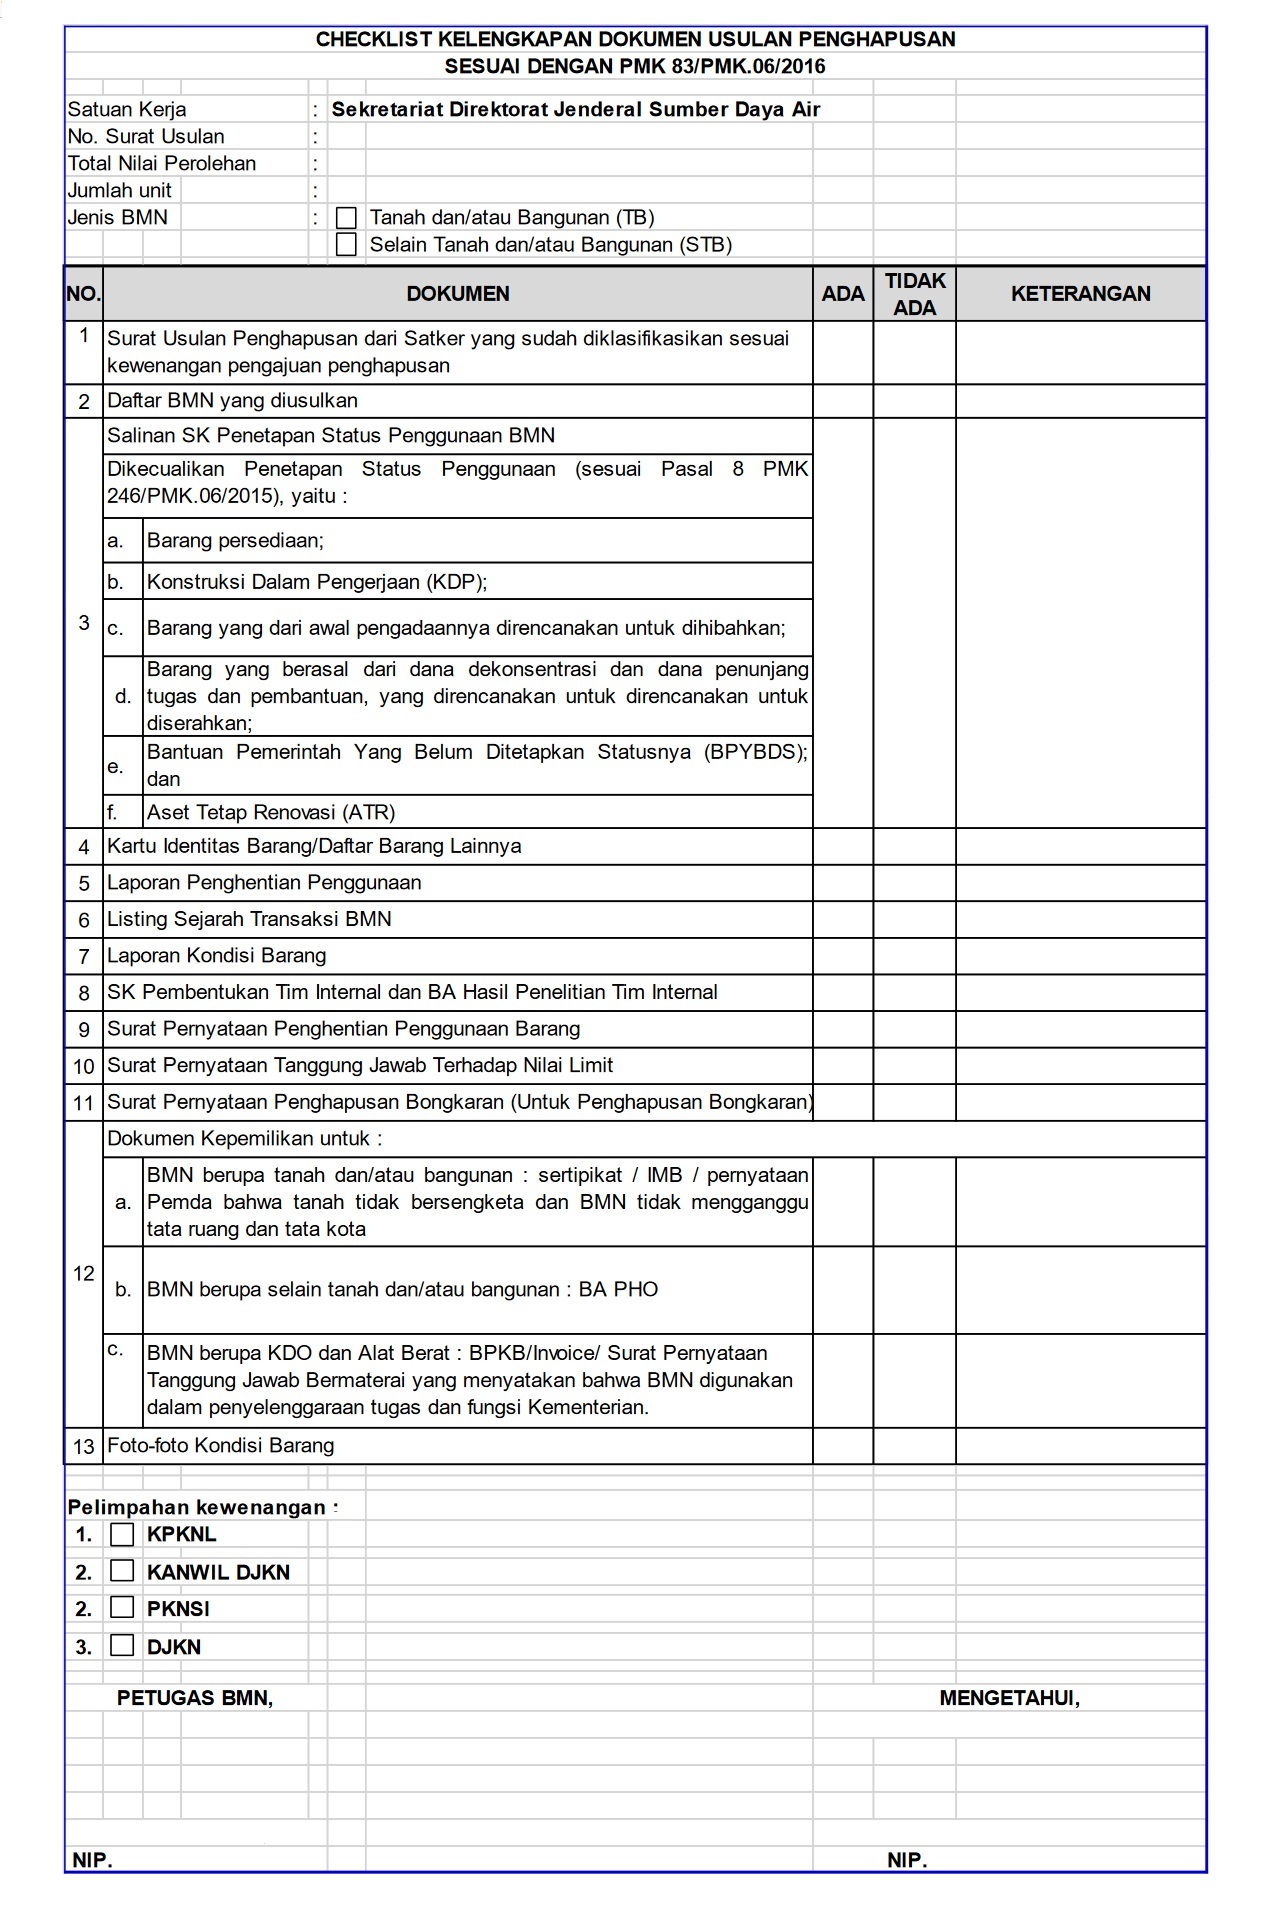 CHECKLIST KELENGKAPAN DOKUMEN USULAN PENGHAPUSAN
SESUAI DENGAN PMK 83/PMK.06/2016
Satuan Kerja : Sekretariat Direktorat Jenderal Sumber Daya Air
No. Surat Usulan :
Total Nilai Perolehan :
Jumlah unit :
Jenis BMN : Tanah dan/atau Bangunan (TB)
Selain Tanah dan/atau Bangunan (STB)
NO. DOKUMEN ADA TIDAK ADA KETERANGAN
1 Surat Usulan Penghapusan dari Satker yang sudah diklasifikasikan sesuai
kewenangan pengajuan penghapusan
2 Daftar BMN yang diusulkan
3 Salinan SK Penetapan Status Penggunaan BMN
Dikecualikan Penetapan Status Penggunaan (sesuai Pasal 8 PMK
246/PMK.06/2015), yaitu :
a. Barang persediaan;
b. Konstruksi Dalam Pengerjaan (KDP);
c. Barang yang dari awal pengadaannya direncanakan untuk dihibahkan;
d. Barang yang berasal dari dana dekonsentrasi dan dana penunjang
tugas dan pembantuan, yang direncanakan untuk direncanakan untuk
diserahkan;
e. Bantuan Pemerintah Yang Belum Ditetapkan Statusnya (BPYBDS);
dan
f. Aset Tetap Renovasi (ATR)
4 Kartu Identitas Barang/Daftar Barang Lainnya
5 Laporan Penghentian Penggunaan
6 Listing Sejarah Transaksi BMN
7 Laporan Kondisi Barang
8 SK Pembentukan Tim Internal dan BA Hasil Penelitian Tim Internal
9 Surat Pernyataan Penghentian Penggunaan Barang
10 Surat Pernyataan Tanggung Jawab Terhadap Nilai Limit
11 Surat Pernyataan Penghapusan Bongkaran (Untuk Penghapusan Bongkaran)
12 Dokumen Kepemilikan untuk :
a. BMN berupa tanah dan/atau bangunan : sertipikat / IMB / pernyataan
Pemda bahwa tanah tidak bersengketa dan BMN tidak mengganggu
tata ruang dan tata kota
b. BMN berupa selain tanah dan/atau bangunan : BA PHO
c. BMN berupa KDO dan Alat Berat : BPKB/Invoice/ Surat Pernyataan
Tanggung Jawab Bermaterai yang menyatakan bahwa BMN digunakan
dalam penyelenggaraan tugas dan fungsi Kementerian.
13 Foto-foto Kondisi Barang
Pelimpahan kewenangan :
1. KPKNL
2. KANWIL DJKN
2. PKNSI
3. DJKN
PETUGAS BMN, MENGETAHUI,
NIP. NIP.